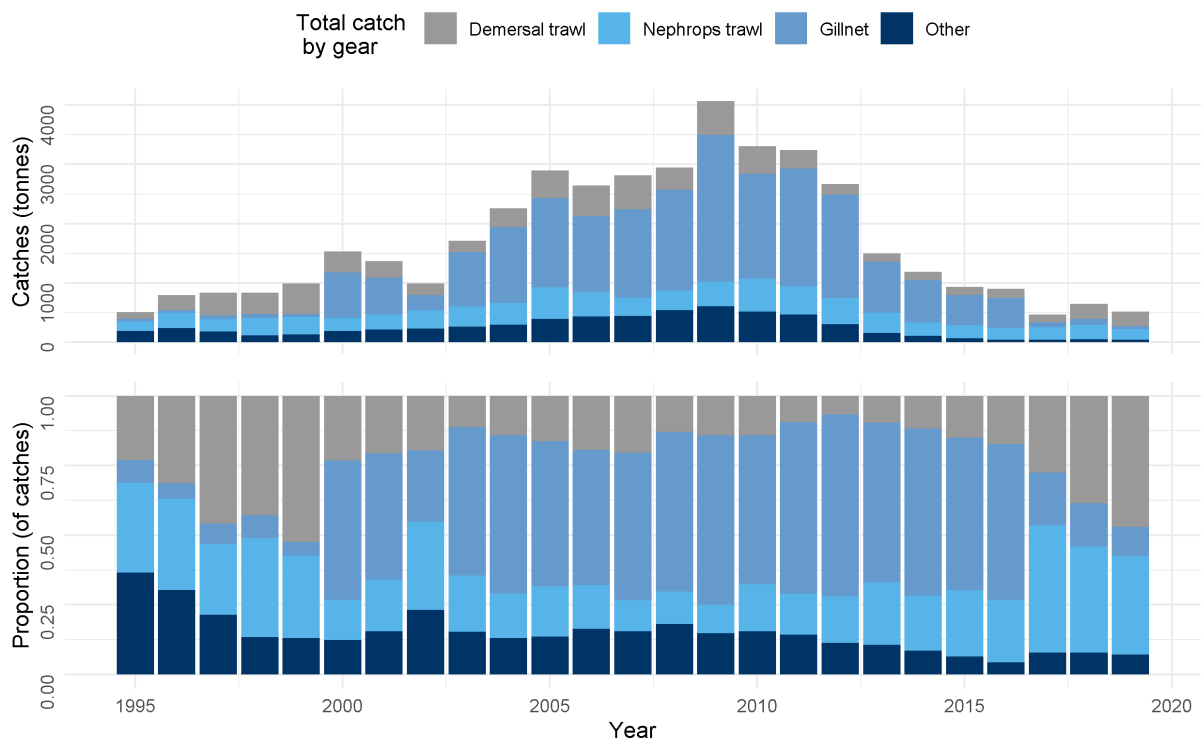 Total catch
by gear
Demersal trawl
Nephrops trawl
Gillnet
Other
Catches (tonnes)
4000
3000
2000
1000
0
Proportion (of catches)
1.00
0.75
0.50
0.25
0.00
1995
2000
2005
2010
2015
2020
Year